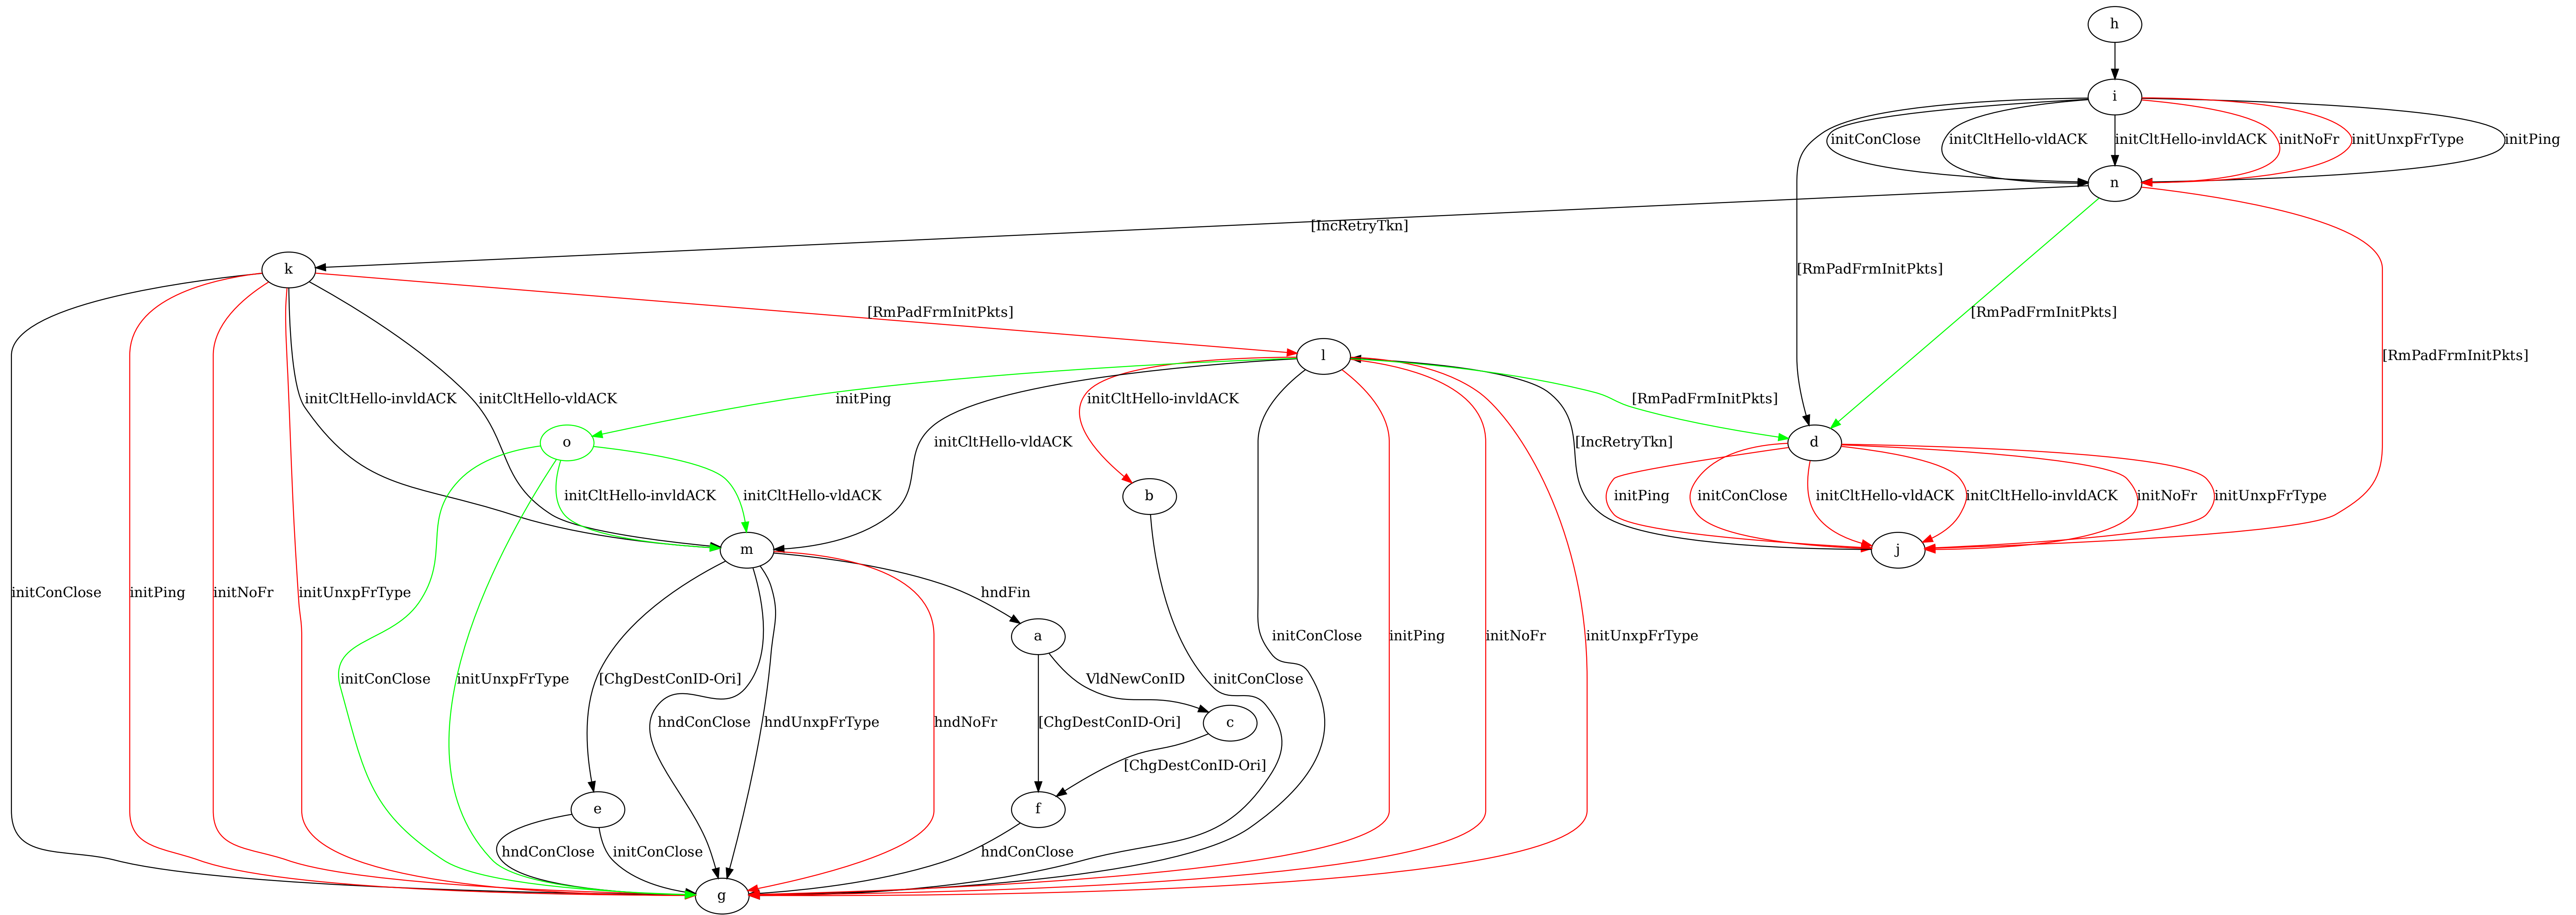 h
i
initConClose initCltHello-vldACK initCltHello-invldACK initNoFr initUnxpFrType initPing
n
[IncRetryTkn]
k
[RmPadFrmInitPkts]
[RmPadFrmInitPkts] [RmPadFrmInitPkts]
l
[RmPadFrmInitPkts]
initCltHello-invldACK initCltHello-vldACK initPing initCltHello-invldACK [RmPadFrmInitPkts]
o initCltHello-vldACK [IncRetryTkn] d
initCltHello-invldACK initCltHello-vldACK b initPing initConClose initCltHello-vldACK initCltHello-invldACK initNoFr initUnxpFrType
m j
initConClose initPing initNoFr initUnxpFrType hndFin
a initConClose initPing initNoFr initUnxpFrType
initConClose initUnxpFrType [ChgDestConID-Ori] VldNewConID initConClose
hndConClose hndUnxpFrType hndNoFr [ChgDestConID-Ori] c
[ChgDestConID-Ori]
e f
hndConClose initConClose hndConClose
g